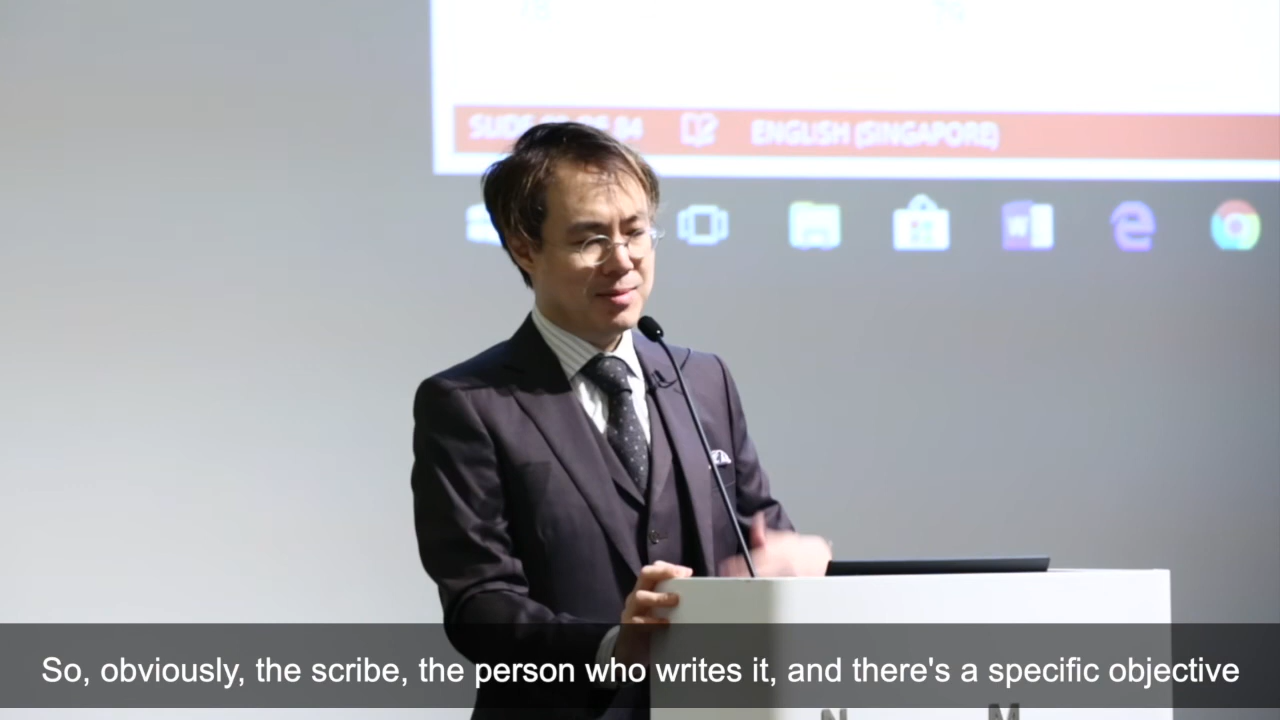 ENGLISH (SINGAPORE)
So, obviously, the scribe, the person who writes it, and there's a specific objective
N M